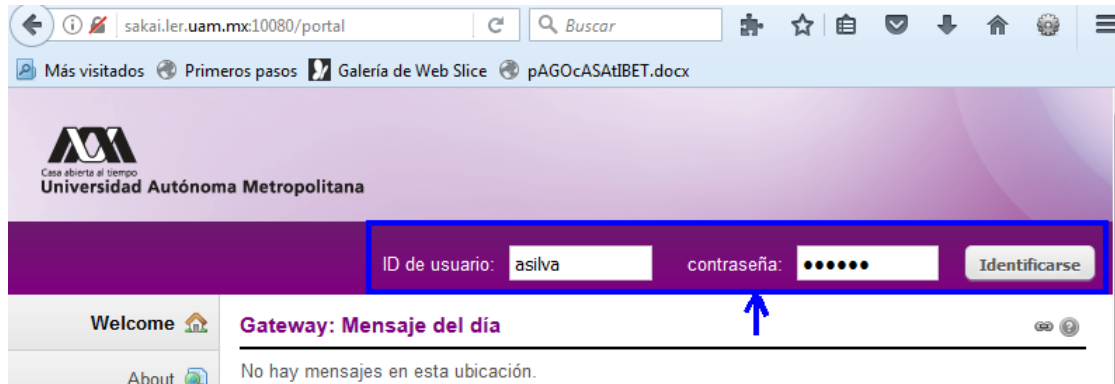 sakai.ler.uam.mx:10080/portal Buscar
Más visitados Primeros pasos Galería de Web Slice pAGOcASAtIBET.docx
Casa abierta al tiempo
Universidad Autónoma Metropolitana
ID de usuario: asilva contraseña: •••••• Identificarse
Welcome
Gateway: Mensaje del día
About
No hay mensajes en esta ubicación.